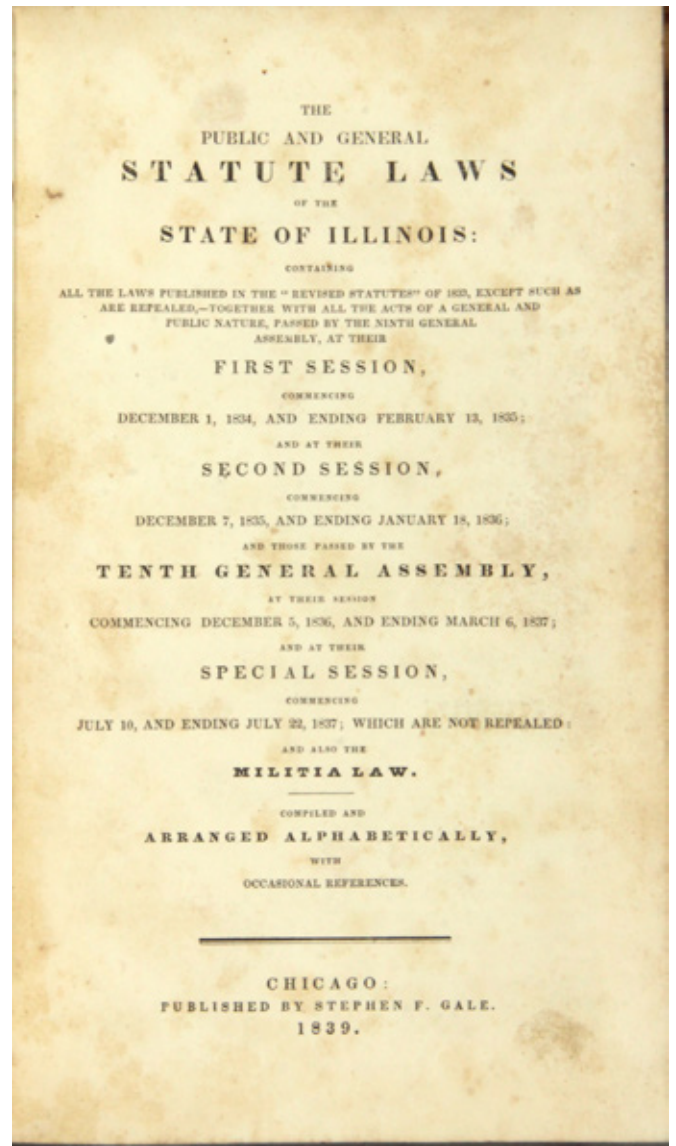 THE
PUBLIC AND GENERAL
STATUTE LAWS
OF THE
STATE OF ILLINOIS:
CONTAINING
ALL THE LAWS PUBLISHED IN THE "REVISED STATUTES" OF 1833, EXCEPT SUCH AS
ARE REPEALED,—TOGETHER WITH ALL THE ACTS OF A GENERAL AND
PUBLIC NATURE, PASSED BY THE NINTH GENERAL
ASSEMBLY, AT THEIR
FIRST SESSION,
COMMENCING
DECEMBER 1, 1834, AND ENDING FEBRUARY 13, 1835;
AND AT THEIR
SECOND SESSION,
COMMENCING
DECEMBER 7, 1835, AND ENDING JANUARY 18, 1836;
AND THOSE PASSED BY THE
TENTH GENERAL ASSEMBLY,
AT THEIR SESSION
COMMENCING DECEMBER 5, 1836, AND ENDING MARCH 6, 1837;
AND AT THEIR
SPECIAL SESSION,
COMMENCING
JULY 10, AND ENDING JULY 22, 1837; WHICH ARE NOT REPEALED:
AND ALSO THE
MILITIA LAW.
COMPILED AND
ARRANGED ALPHABETICALLY,
WITH
OCCASIONAL REFERENCES.
CHICAGO:
PUBLISHED BY STEPHEN F. GALE.
1839.